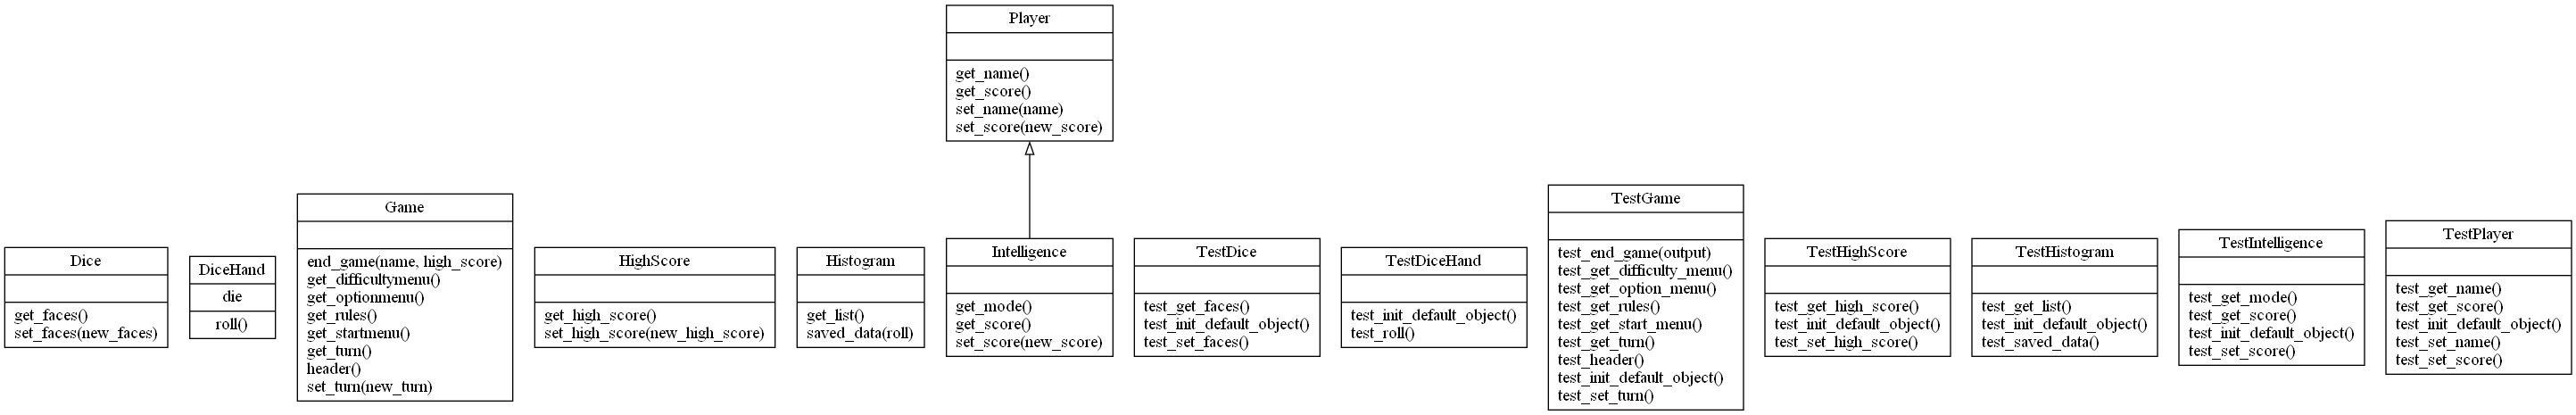 Player
get_name()
get_score()
set_name(name)
set_score(new_score)
Dice
get_faces()
set_faces(new_faces)
DiceHand
die
roll()
Game
end_game(name, high_score)
get_difficultymenu()
get_optionmenu()
get_rules()
get_startmenu()
get_turn()
header()
set_turn(new_turn)
HighScore
get_high_score()
set_high_score(new_high_score)
Histogram
get_list()
saved_data(roll)
Intelligence
get_mode()
get_score()
set_score(new_score)
TestDice
test_get_faces()
test_init_default_object()
test_set_faces()
TestDiceHand
test_init_default_object()
test_roll()
TestGame
test_end_game(output)
test_get_difficulty_menu()
test_get_option_menu()
test_get_rules()
test_get_start_menu()
test_get_turn()
test_header()
test_init_default_object()
test_set_turn()
TestHighScore
test_get_high_score()
test_init_default_object()
test_set_high_score()
TestHistogram
test_get_list()
test_init_default_object()
test_saved_data()
TestIntelligence
test_get_mode()
test_get_score()
test_init_default_object()
test_set_score()
TestPlayer
test_get_name()
test_get_score()
test_init_default_object()
test_set_name()
test_set_score()